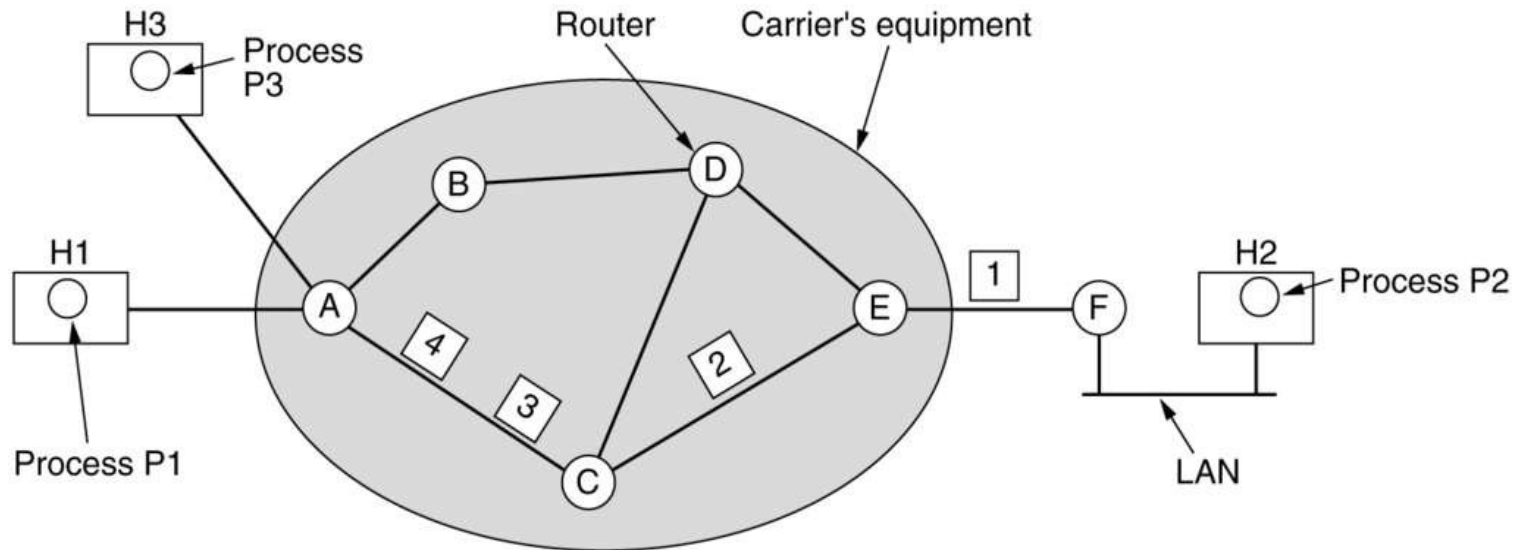 H3
Process
P3
Router
Carrier's equipment
B
D
H1
A
4
3
2
E
1
F
H2
Process P2
C
Process P1
LAN